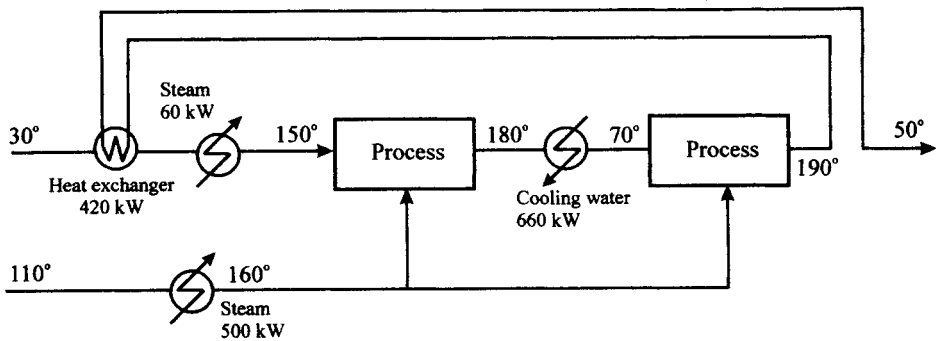 Steam
60 kW
30°
150°
Process
180°
70°
Process
50°
190°
Heat exchanger
420 kW
Cooling water
660 kW
110°
160°
Steam
500 kW